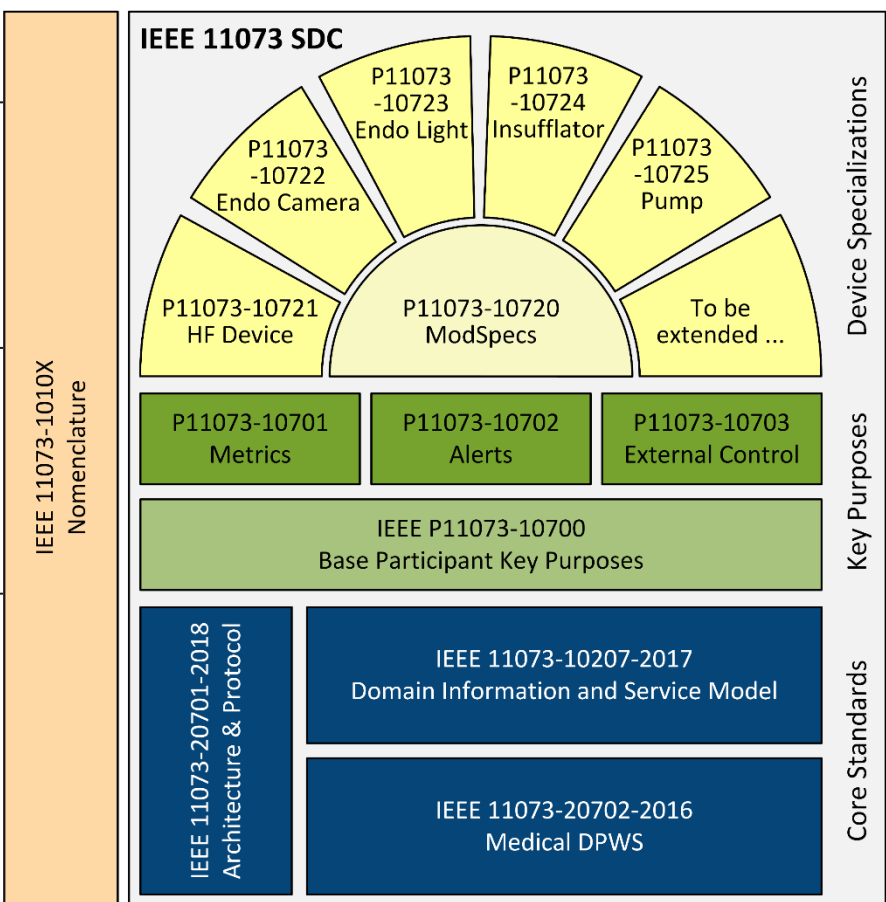 IEEE 11073-1010X
Nomenclature
IEEE 11073 SDC
P11073
-10723
Endo Light
P11073
-10724
Insufflator
P11073
-10722
Endo Camera
P11073
-10725
Pump
P11073-10721
HF Device
P11073-10720
ModSpecs
To be
extended ...
Device Specializations
P11073-10701
Metrics
P11073-10702
Alerts
P11073-10703
External Control
IEEE P11073-10700
Base Participant Key Purposes
Key Purposes
IEEE 11073-20701-2018
Architecture & Protocol
IEEE 11073-10207-2017
Domain Information and Service Model
IEEE 11073-20702-2016
Medical DPWS
Core Standards